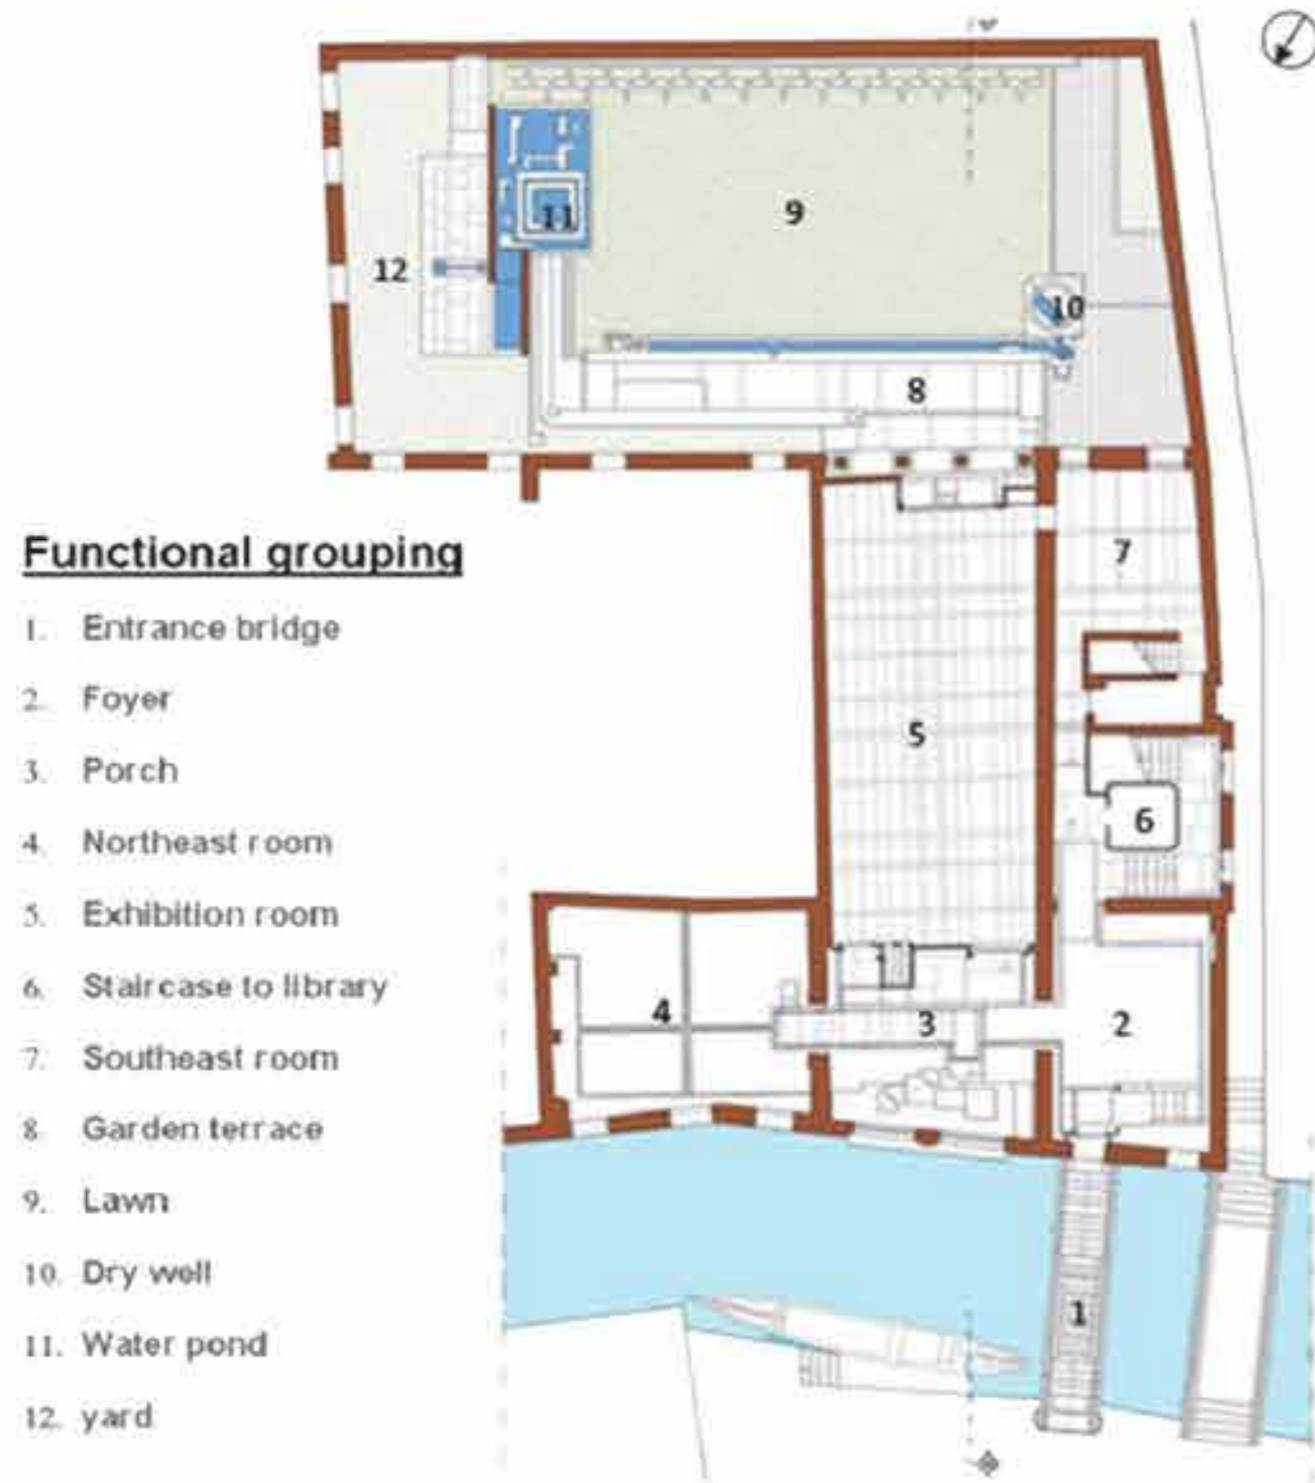 Functional grouping
1. Entrance bridge
2. Foyer
3. Porch
4. Northeast room
5. Exhibition room
6. Staircase to library
7. Southeast room
8. Garden terrace
9. Lawn
10. Dry well
11. Water pond
12. yard
9
11
12
10
8
7
5
6
4
3
2
1